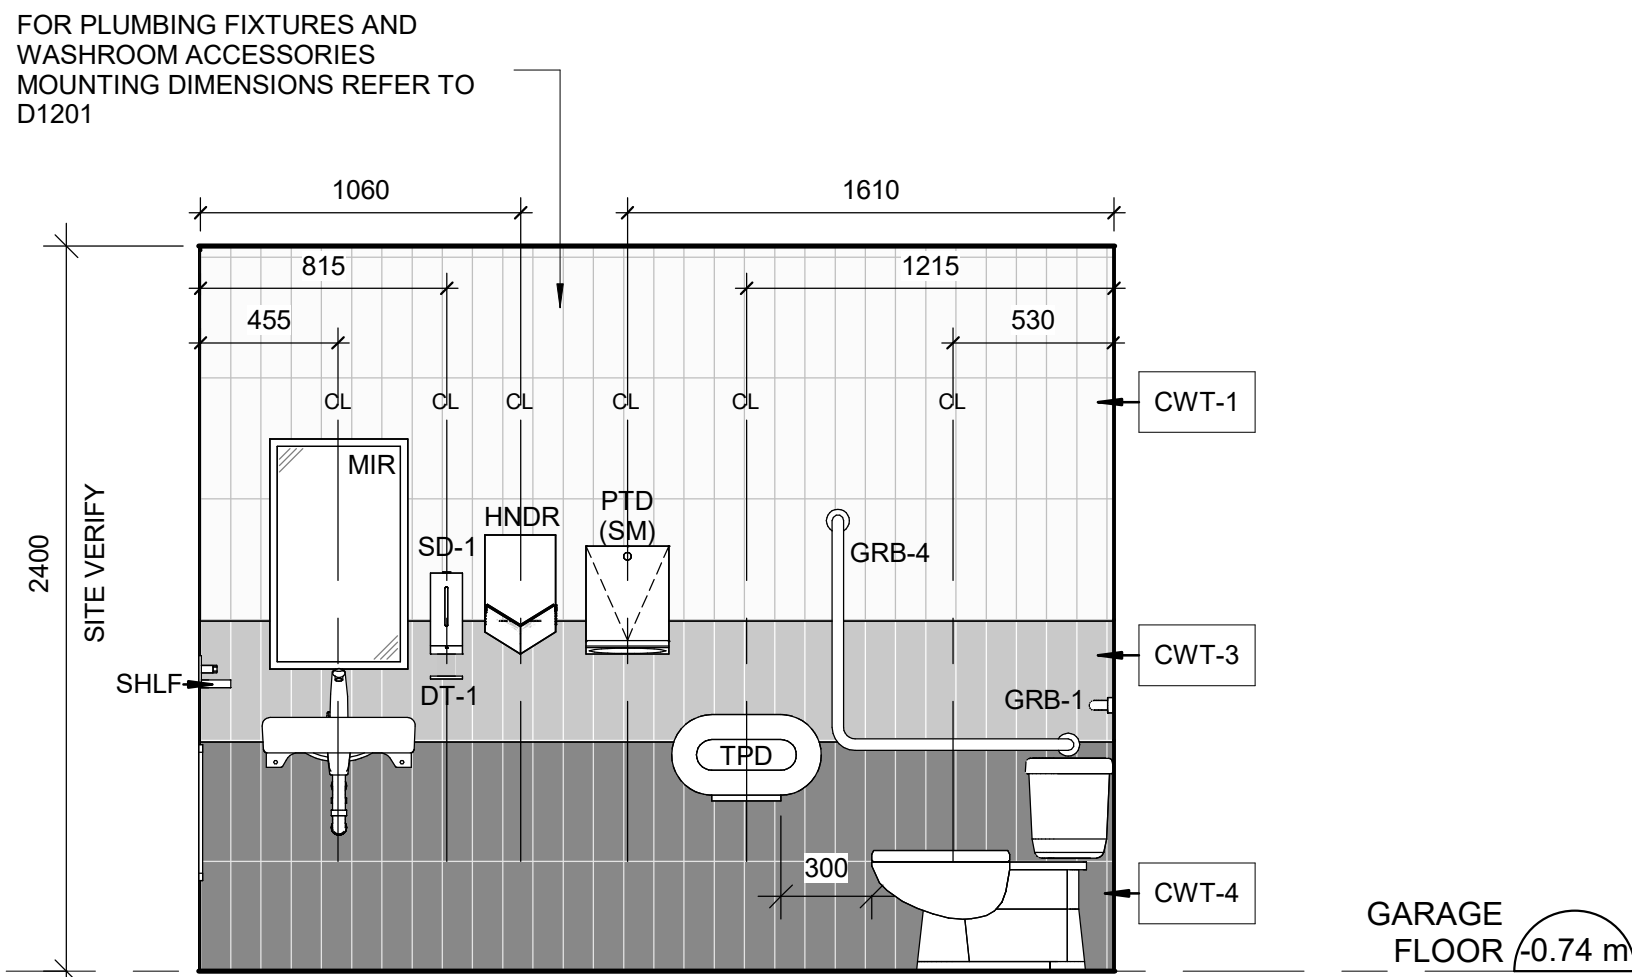 FOR PLUMBING FIXTURES AND
WASHROOM ACCESSORIES
MOUNTING DIMENSIONS REFER TO
D1201
1060
1610
815
1215
455
530
CL
CL
CL
CL
CL
CL
CWT-1
MIR
PTD
(SM)
HNDR
SD-1
GRB-4
2400
SITE VERIFY
CWT-3
SHLF
DT-1
GRB-1
TPD
300
CWT-4
GARAGE
FLOOR
-0.74 m